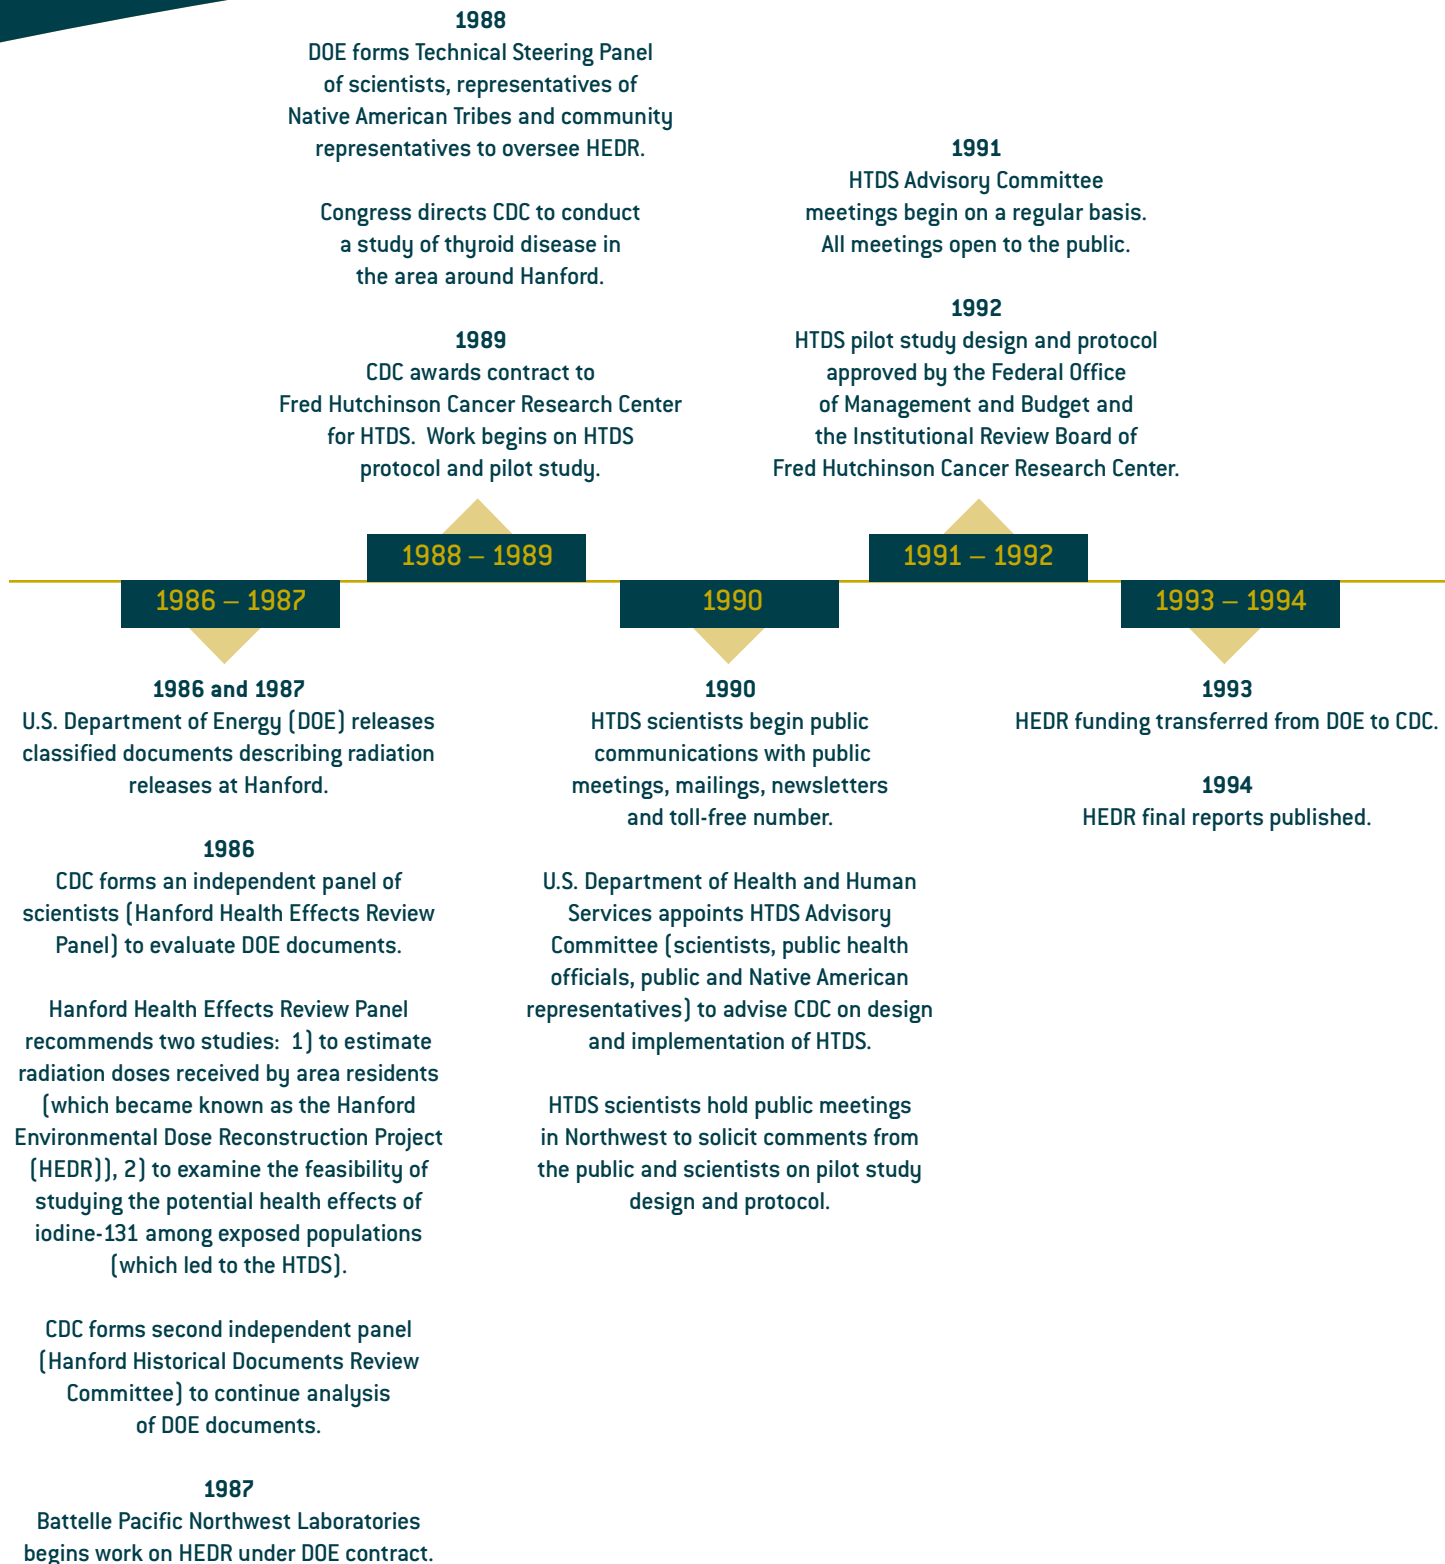 1988
DOE forms Technical Steering Panel
of scientists, representatives of
Native American Tribes and community
representatives to oversee HEDR.
Congress directs CDC to conduct
a study of thyroid disease in
the area around Hanford.
1989
CDC awards contract to
Fred Hutchinson Cancer Research Center
for HTDS.  Work begins on HTDS
protocol and pilot study.
1991
HTDS Advisory Committee
meetings begin on a regular basis.
All meetings open to the public.
1992
HTDS pilot study design and protocol
approved by the Federal Office
of Management and Budget and
the Institutional Review Board of
Fred Hutchinson Cancer Research Center.
1988 – 1989
1991 – 1992
1986 – 1987
1990
1993 – 1994
1986 and 1987
U.S. Department of Energy (DOE) releases
classified documents describing radiation
releases at Hanford.
1986
CDC forms an independent panel of
scientists (Hanford Health Effects Review
Panel) to evaluate DOE documents.
Hanford Health Effects Review Panel
recommends two studies:  1) to estimate
radiation doses received by area residents
(which became known as the Hanford
Environmental Dose Reconstruction Project
(HEDR)), 2) to examine the feasibility of
studying the potential health effects of
iodine-131 among exposed populations
(which led to the HTDS).
CDC forms second independent panel
(Hanford Historical Documents Review
Committee) to continue analysis
of DOE documents.
1987
Battelle Pacific Northwest Laboratories
begins work on HEDR under DOE contract.
1990
HTDS scientists begin public
communications with public
meetings, mailings, newsletters
and toll-free number.
U.S. Department of Health and Human
Services appoints HTDS Advisory
Committee (scientists, public health
officials, public and Native American
representatives) to advise CDC on design
and implementation of HTDS.
HTDS scientists hold public meetings
in Northwest to solicit comments from
the public and scientists on pilot study
design and protocol.
1993
HEDR funding transferred from DOE to CDC.
1994
HEDR final reports published.